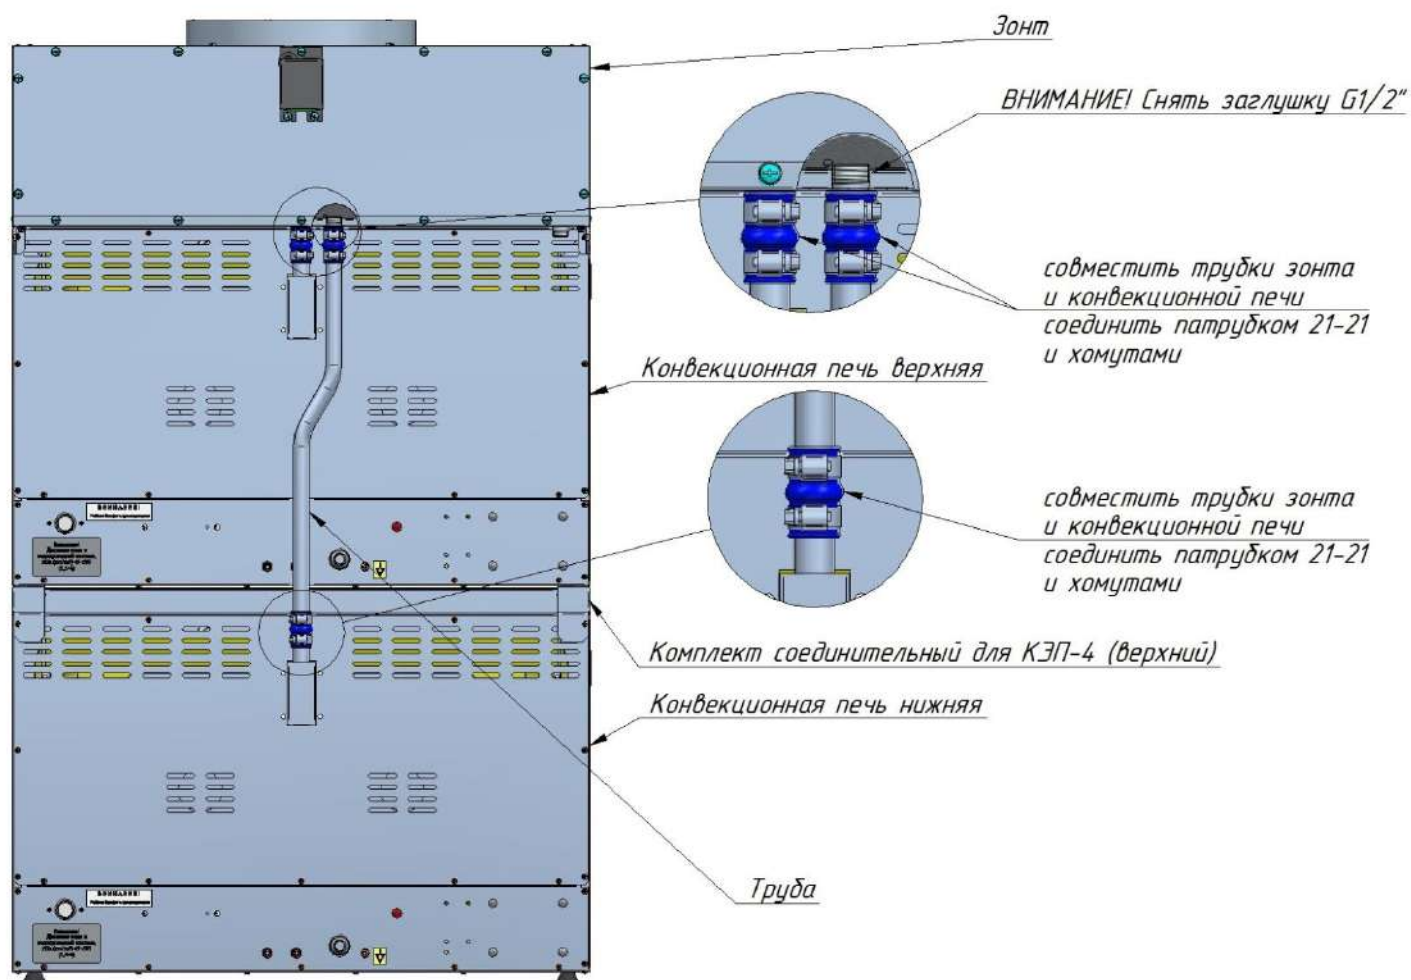 Зонт
ВНИМАНИЕ! Снять заглушку G1/2"
совместить трубки зонта
и конвекционной печи
соединить патрубком 21-21
и хомутами
Конвекционная печь верхняя
совместить трубки зонта
и конвекционной печи
соединить патрубком 21-21
и хомутами
ВНИМАНИЕ!
Комплект соединительный для КЭП-4 (верхний)
Конвекционная печь нижняя
Труба
ВНИМАНИЕ!